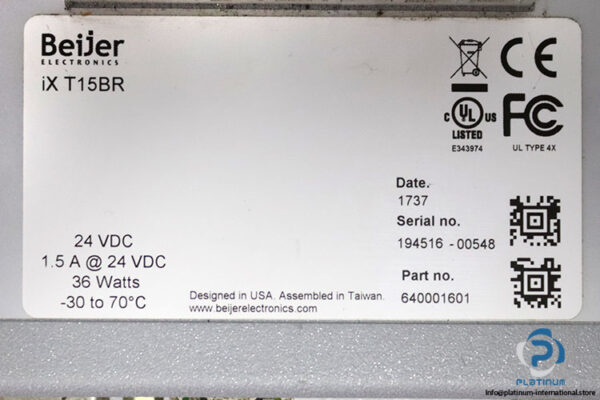 Beijer
ELECTRONICS
iX T15BR
CE
C UL US
LISTED
E343974
FC
UL TYPE 4X
Date.
1737
Serial no.
194516 - 00548
Part no.
640001601
24 VDC
1.5 A @ 24 VDC
36 Watts
-30 to 70°C
Designed in USA. Assembled in Taiwan.
www.beijerelectronics.com
PLATINUM
Info@platinum-international.store